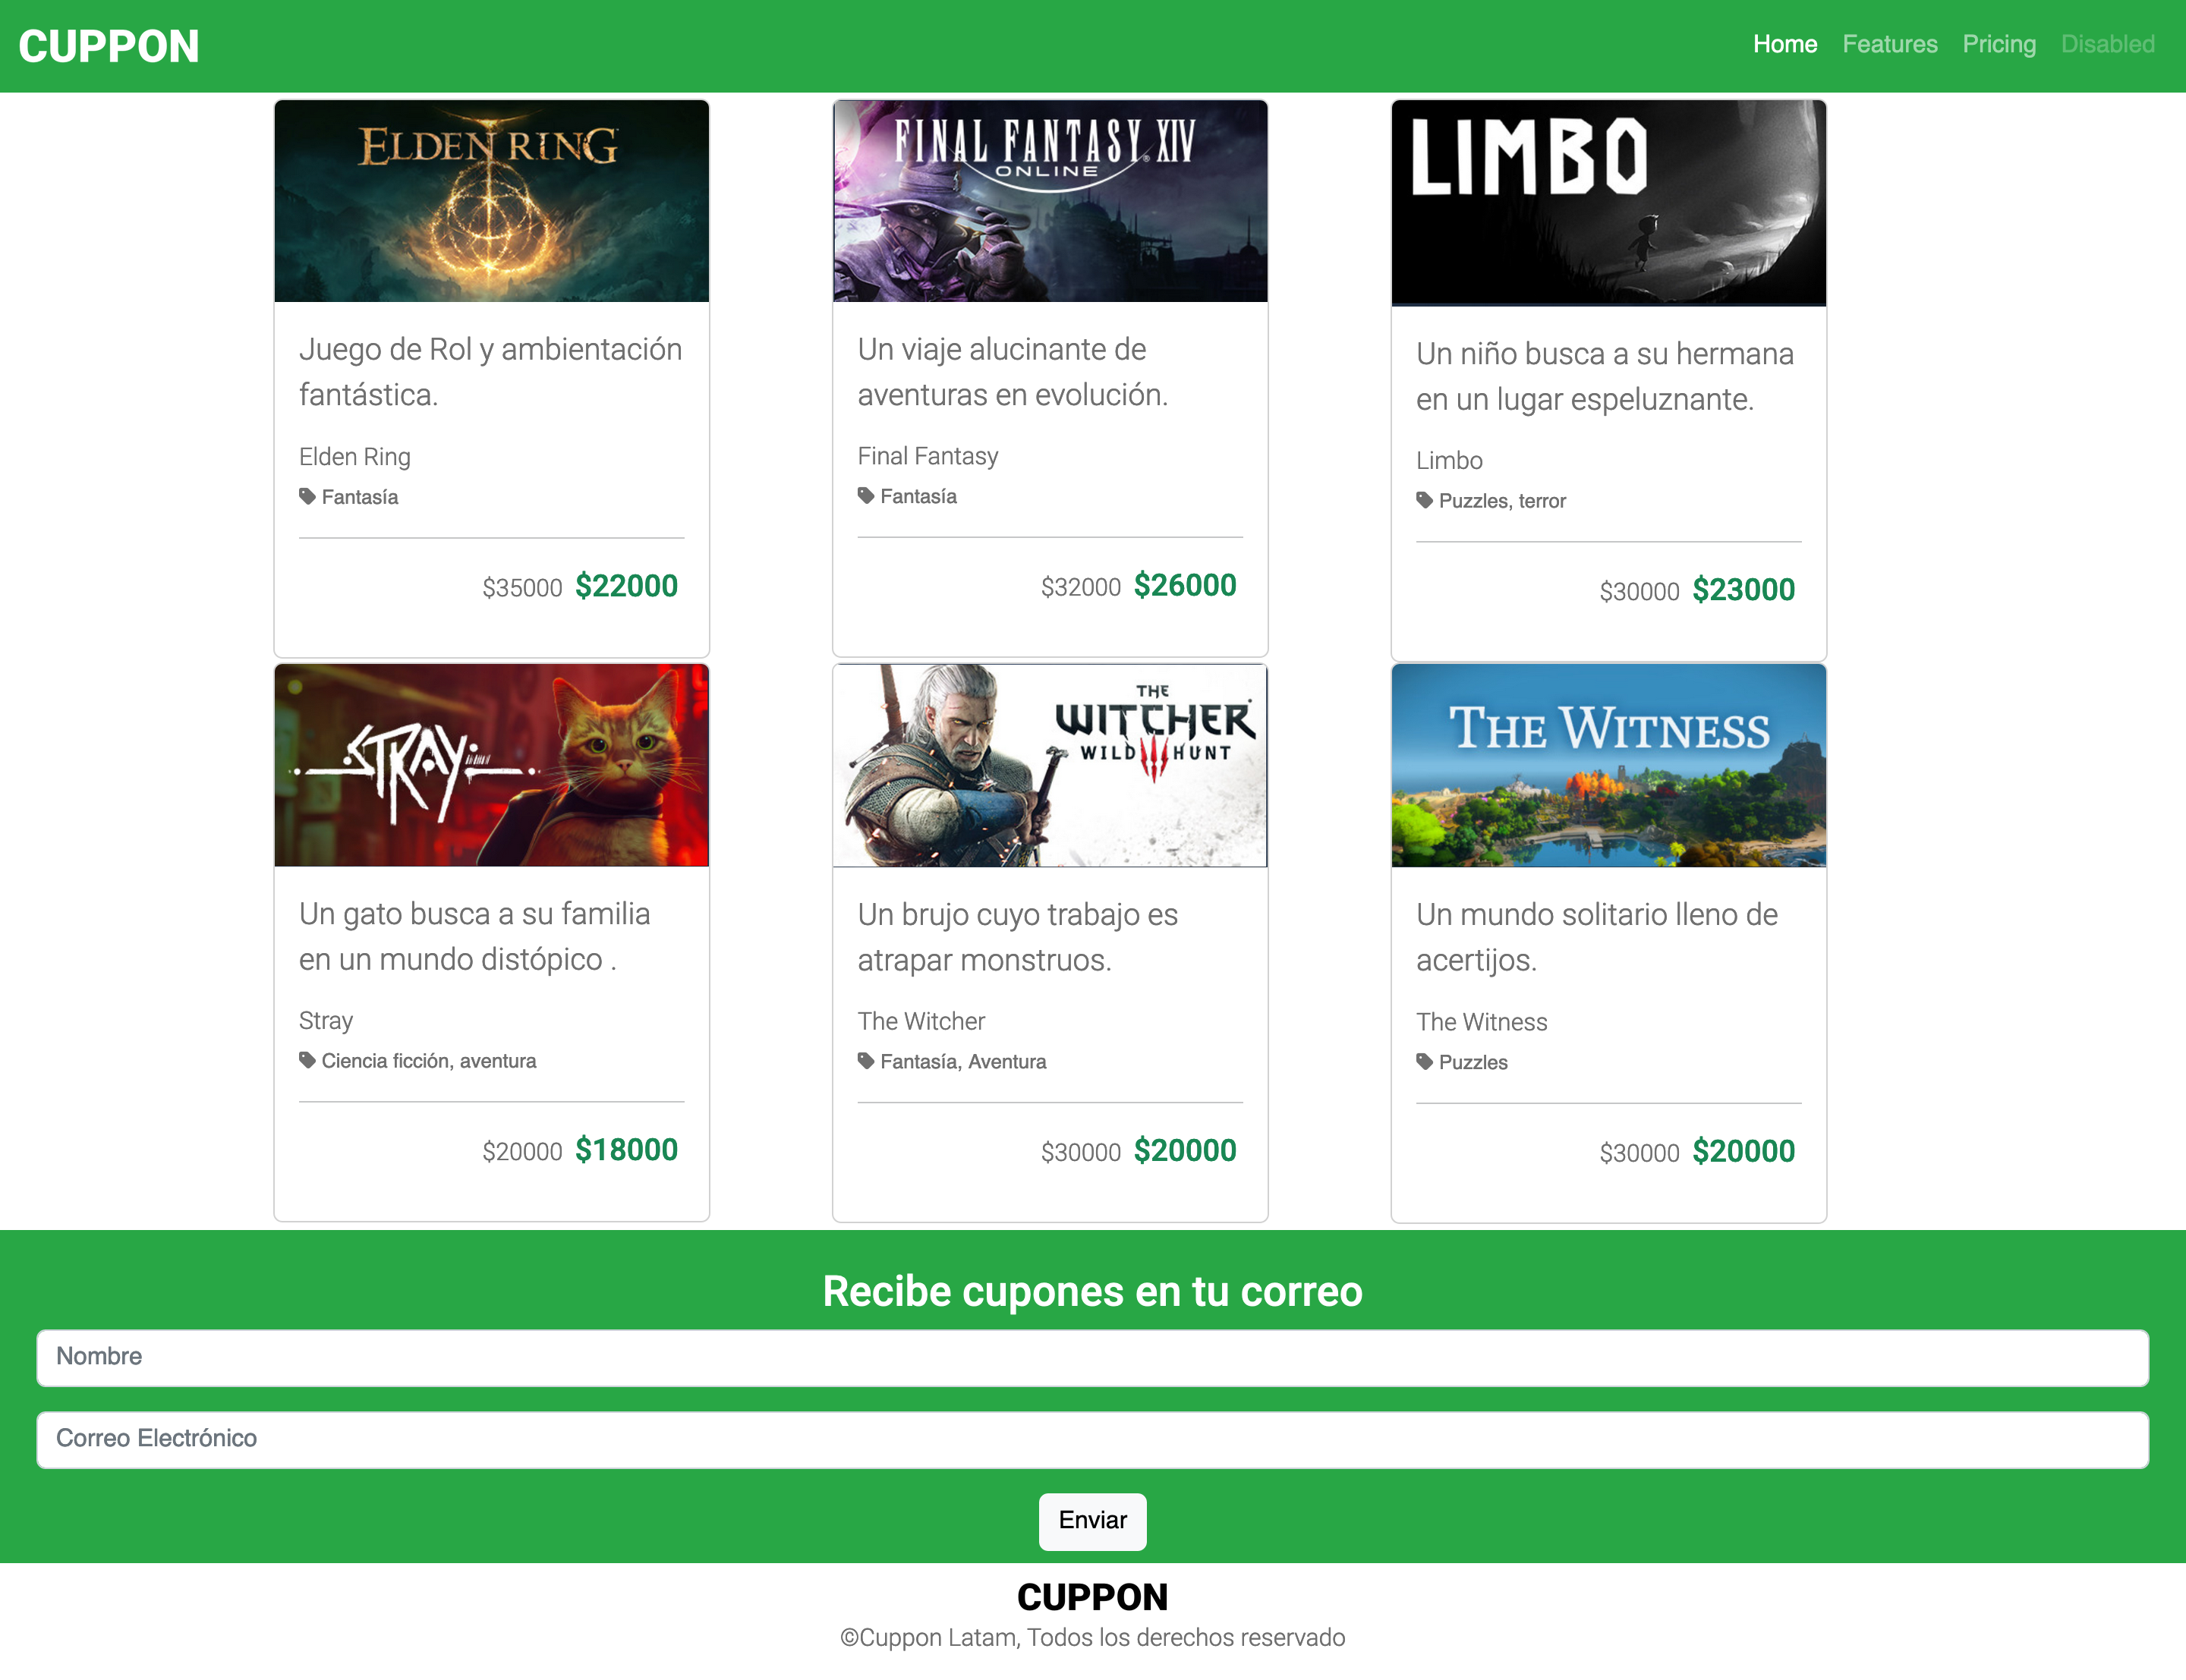 CUPPON
Home Features Pricing Disabled
ELDEN RING
Juego de Rol y ambientación
fantástica.
Elden Ring
Fantasía
$35000 $22000
FINAL FANTASY XIV
ONLINE
Un viaje alucinante de
aventuras en evolución.
Final Fantasy
Fantasía
$32000 $26000
LIMBO
Un niño busca a su hermana
en un lugar espeluznante.
Limbo
Puzzles, terror
$30000 $23000
STRAY
Un gato busca a su familia
en un mundo distópico .
Stray
Ciencia ficción, aventura
$20000 $18000
THE
WITCHER
WILD HUNT
Un brujo cuyo trabajo es
atrapar monstruos.
The Witcher
Fantasía, Aventura
$30000 $20000
THE WITNESS
Un mundo solitario lleno de
acertijos.
The Witness
Puzzles
$30000 $20000
Recibe cupones en tu correo
Nombre
Correo Electrónico
Enviar
CUPPON
©Cuppon Latam, Todos los derechos reservado